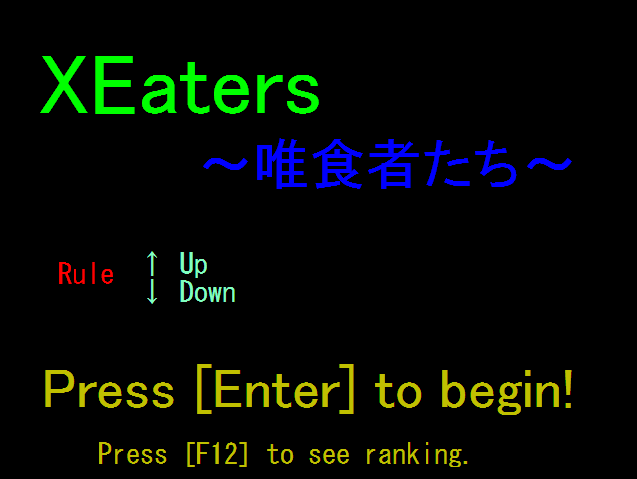 XEaters
～唯食者たち～
Rule ↑ Up
↓ Down
Press [Enter] to begin!
Press [F12] to see ranking.